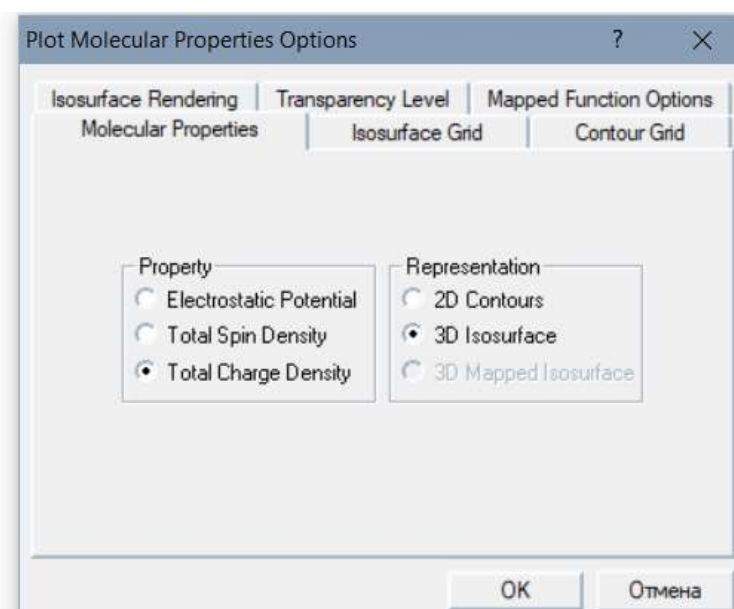 Plot Molecular Properties Options ?
Isosurface Rendering Transparency Level Mapped Function Options
Molecular Properties Isosurface Grid Contour Grid
Property Representation
Electrostatic Potential 2D Contours
Total Spin Density 3D Isosurface
Total Charge Density 3D Mapped Isosurface
OK Отмена